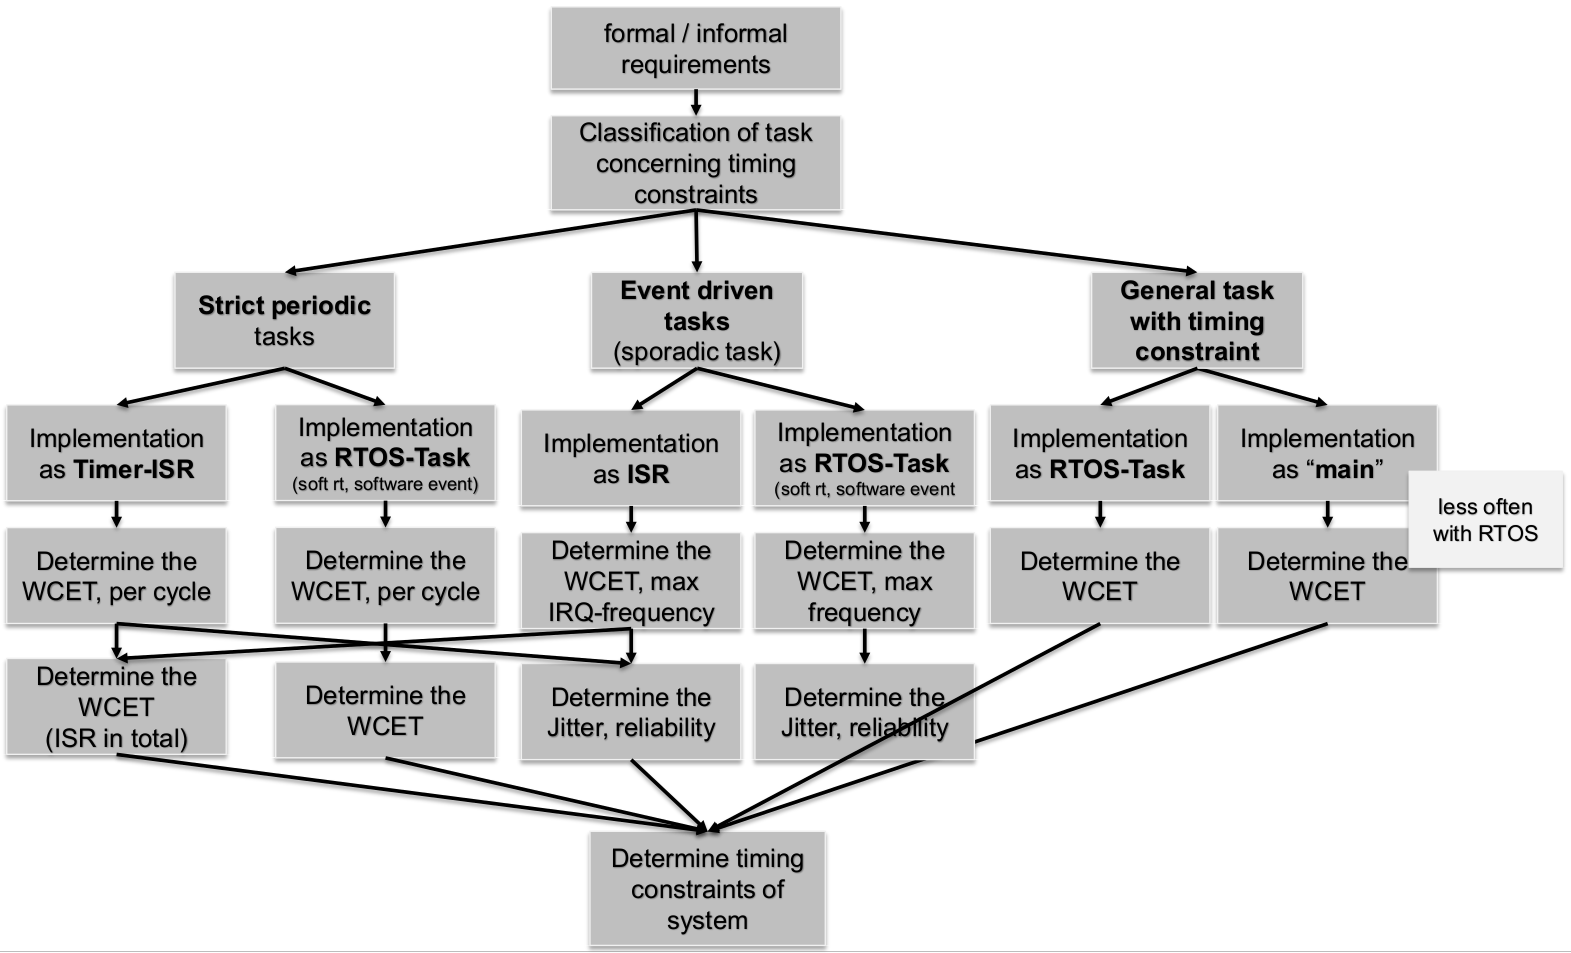 formal / informal
requirements
Classification of task
concerning timing
constraints
Strict periodic
tasks
Event driven
tasks
(sporadic task)
General task
with timing
constraint
Implementation
as Timer-ISR
Implementation
as RTOS-Task
(soft rt, software event)
Implementation
as ISR
Implementation
as RTOS-Task
(soft rt, software event
Implementation
as RTOS-Task
Implementation
as “main”
less often
with RTOS
Determine the
WCET, per cycle
Determine the
WCET, per cycle
Determine the
WCET, max
IRQ-frequency
Determine the
WCET, max
frequency
Determine the
WCET
Determine the
WCET
Determine the
WCET
(ISR in total)
Determine the
WCET
Determine the
Jitter, reliability
Determine the
Jitter, reliability
Determine timing
constraints of
system